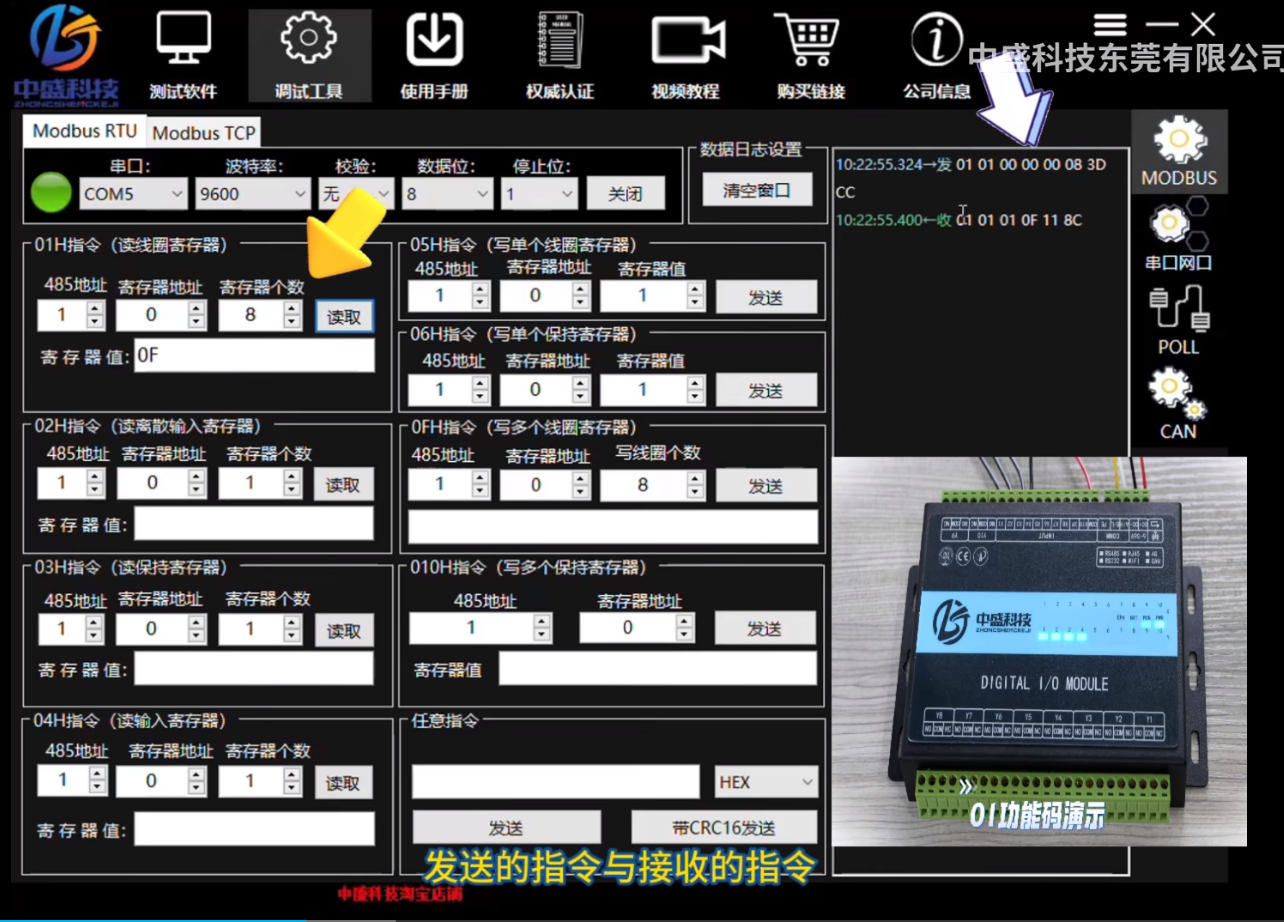 中盛科技
ZHONGSHENGKEJI
测试软件
调试工具
使用手册
权威认证
视频教程
购买链接
公司信息
中盛科技东莞有限公司
Modbus RTU
Modbus TCP
串口:
波特率:
校验:
数据位:
停止位:
COM5
9600
无
8
1
关闭
数据日志设置
清空窗口
10:22:55.324→发 01 01 00 00 00 08 3D
CC
10:22:55.400←收 01 01 01 0F 11 8C
MODBUS
串口网口
POLL
CAN
01H指令（读线圈寄存器）
485地址 寄存器地址 寄存器个数
1 0 8 读取
寄存器值: 0F
05H指令（写单个线圈寄存器）
485地址 寄存器地址 寄存器值
1 0 1 发送
06H指令（写单个保持寄存器）
485地址 寄存器地址 寄存器值
1 0 1 发送
02H指令（读离散输入寄存器）
485地址 寄存器地址 寄存器个数
1 0 1 读取
寄存器值:
0FH指令（写多个线圈寄存器）
485地址 寄存器地址 写线圈个数
1 0 8 发送
03H指令（读保持寄存器）
485地址 寄存器地址 寄存器个数
1 0 1 读取
寄存器值:
010H指令（写多个保持寄存器）
485地址 寄存器地址
1 0 发送
寄存器值
04H指令（读输入寄存器）
485地址 寄存器地址 寄存器个数
1 0 1 读取
寄存器值:
任意指令
HEX
发送 带CRC16发送
中盛科技
ZHONGSHENGKEJI
DIGITAL I/O MODULE
Y8 Y7 Y6 Y5 Y4 Y3 Y2 Y1
01功能码演示
发送的指令与接收的指令
中盛科技淘宝店铺